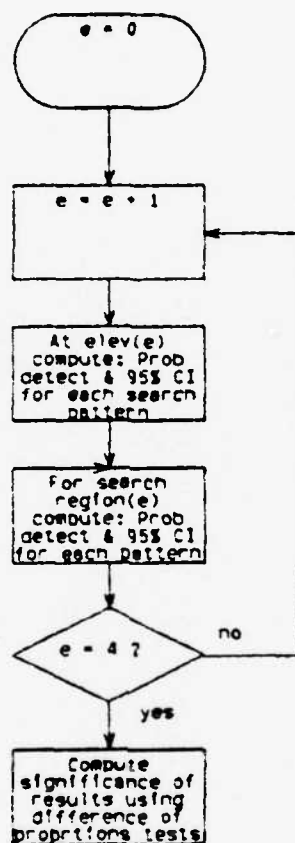 e = 0
e = e + 1
At elev(e)
compute: Prob
detect & 95% CI
for each search
pattern
For search
region(e)
compute: Prob
detect & 95% CI
for each pattern
e = 4 ?
no
yes
Compute
significance of
results using
difference of
proprtions tests